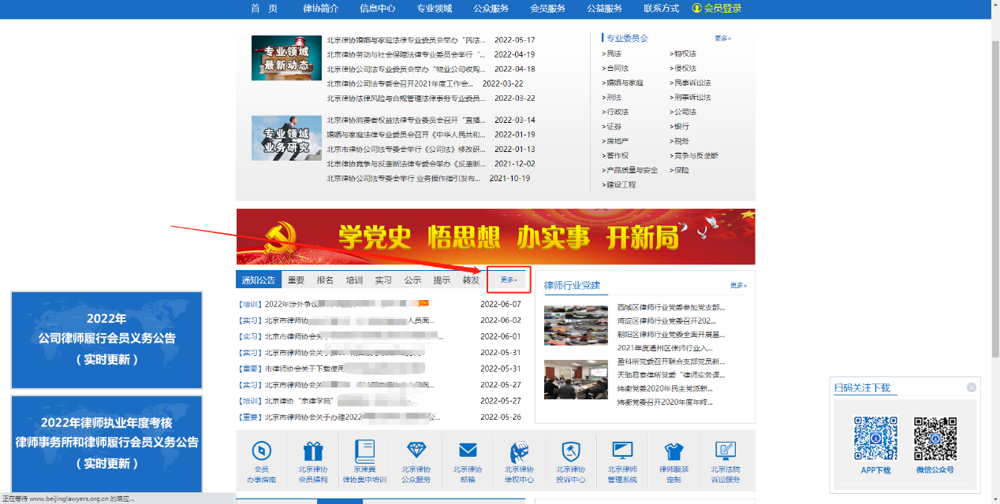 首 页 律协简介 信息中心 专业领域 公众服务 会员服务 公益服务 联系方式 会员登录
专业领域
最新动态
北京律协婚姻与家庭法律专业委员会举办“民法... 2022-05-17
北京律协劳动与社会保障法律专业委员会举行“... 2022-04-19
北京律协公司法专业委员会举办“物业公司收购... 2022-04-18
北京律协公司法专委会召开2021年度工作会... 2022-03-22
北京律协法律风险与合规管理法律事务专业委员... 2022-03-22
专业领域
业务研究
北京律协消费者权益法律专业委员会召开“直播... 2022-03-14
婚姻与家庭法律专业委员会召开《中华人民共和... 2022-01-19
北京市律协公司法专委会举行《公司法》修改研... 2022-01-13
北京律协竞争与反垄断法律专委会举办《反垄断... 2021-12-02
北京律协公司法专委会举行 业务操作指引发布... 2021-10-19
专业委员会 更多>
>民法 >物权法
>合同法 >侵权法
>婚姻与家庭 >民事诉讼法
>刑法 >刑事诉讼法
>行政法 >公司法
>证券 >银行
>房地产 >税务
>著作权 >竞争与反垄断
>产品质量与安全 >保险
>建设工程
学党史 悟思想 办实事 开新局
通知公告 重要 报名 培训 实习 公示 提示 转发 更多>
【培训】2022年涉外争议 2022-06-07
【实习】北京市律师协 人员面... 2022-06-02
【实习】北京市律师协会关 2022-06-01
【实习】北京市律师协会关 2022-05-31
【重要】市律师协会关于下载使用 2022-05-31
【实习】北京市律师协会关 面... 2022-05-27
【培训】北京律协“京律学苑” 2022-05-27
【重要】北京市律师协会关于办理2022 公... 2022-05-26
律师行业党建 更多>
西城区律师行业党委参加党支部...
海淀区律师行业党委召开202...
朝阳区律师行业党委全面开展基...
2021年度通州区律师行业入...
盈科所党委召开联合支部党员新...
天驰君泰律所党委“律师实务课...
炜衡党委2020年民主党派新...
炜衡党委召开2020年度年终...
2022年
公司律师履行会员义务公告
（ 实时更新 ）
2022年律师执业年度考核
律师事务所和律师履行会员义务公告
（ 实时更新 ）
会员
办事指南
北京律协
会员福利
京津冀
律协集中培训
北京律协
公众服务
北京律协
邮箱
北京律协
维权中心
北京律协
投诉中心
北京律师
管理系统
律师服装
定制
北京法院
诉讼服务
扫码关注下载
APP下载 微信公众号
正在等待 www.beijinglawyers.org.cn 的响应...